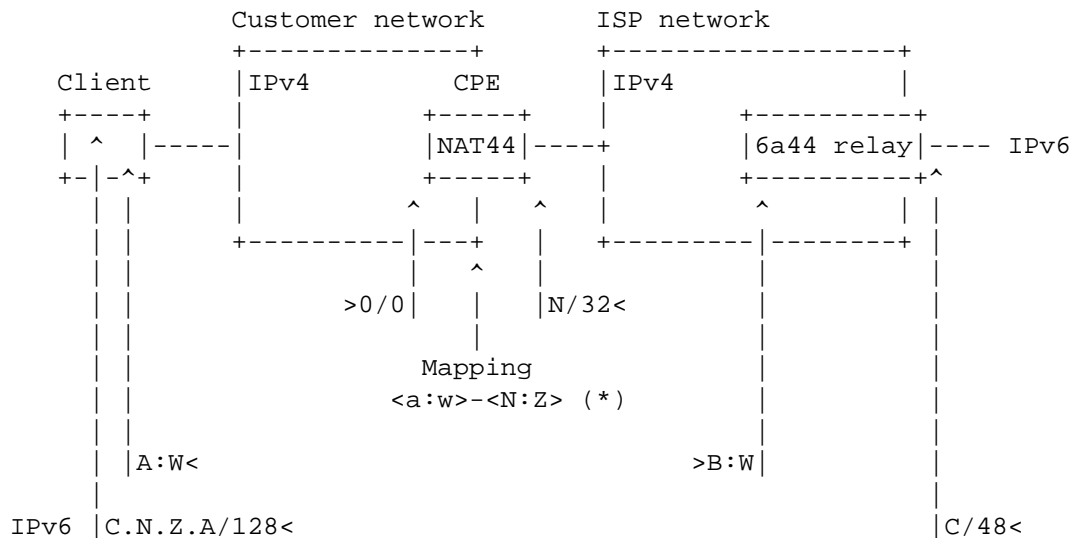 Customer network ISP network
Client IPv4 CPE IPv4
NAT44 6a44 relay IPv6
>0/0 N/32<
Mapping
<a:w>-<N:Z> (*)
A:W< >B:W
IPv6 C.N.Z.A/128< C/48<